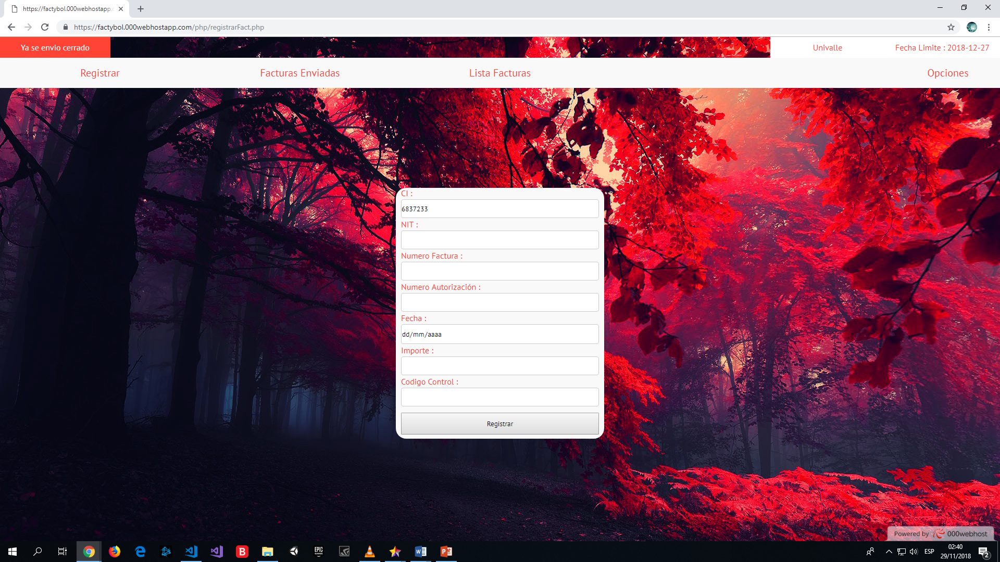 https://factybol.000webhostapp.c
https://factybol.000webhostapp.com/php/registrarFact.php
Ya se envio cerrado
Univalle
Fecha Limite : 2018-12-27
Registrar
Facturas Enviadas
Lista Facturas
Opciones
CI :
6837233
NIT :
Numero Factura :
Numero Autorización :
Fecha :
dd/mm/aaaa
Importe :
Codigo Control :
Registrar
Powered by 000webhost
EPIC
GAMES
ESP
02:40
29/11/2018
2